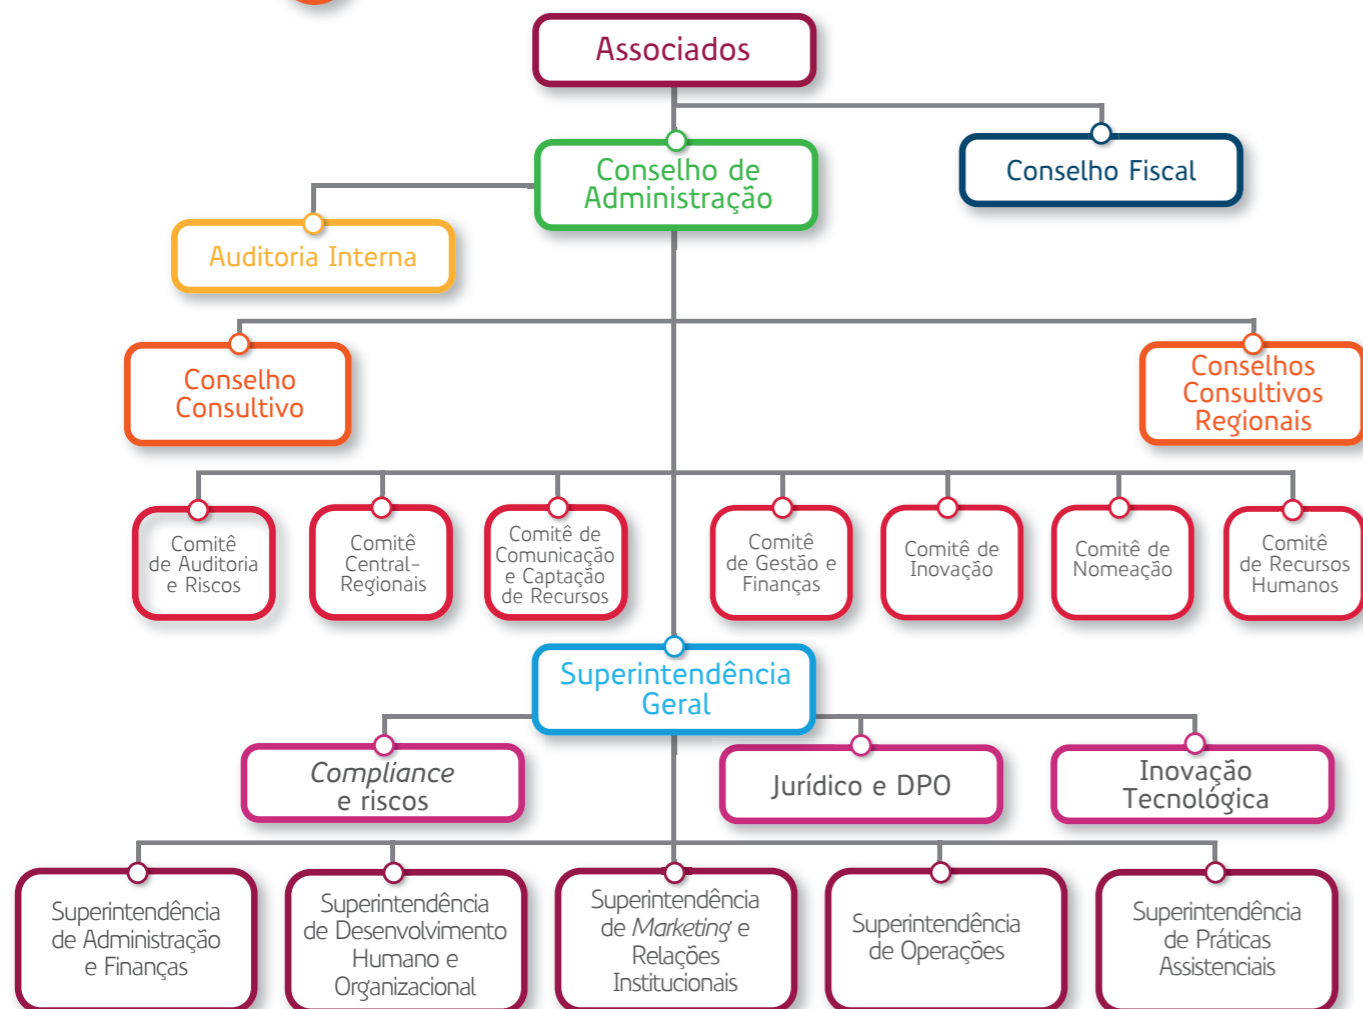 Associados
Conselho de
Administração
Conselho Fiscal
Auditoria Interna
Conselho
Consultivo
Conselhos
Consultivos
Regionais
Comitê
de Auditoria
e Riscos
Comitê
Central-
Regionais
Comitê de
Comunicação
e Captação
de Recursos
Comitê
de Gestão e
Finanças
Comitê de
Inovação
Comitê de
Nomeação
Comitê
de Recursos
Humanos
Superintendência
Geral
Compliance
e riscos
Jurídico e DPO
Inovação
Tecnológica
Superintendência
de Administração
e Finanças
Superintendência
de Desenvolvimento
Humano e
Organizacional
Superintendência
de Marketing e
Relações
Institucionais
Superintendência
de Operações
Superintendência
de Práticas
Assistenciais